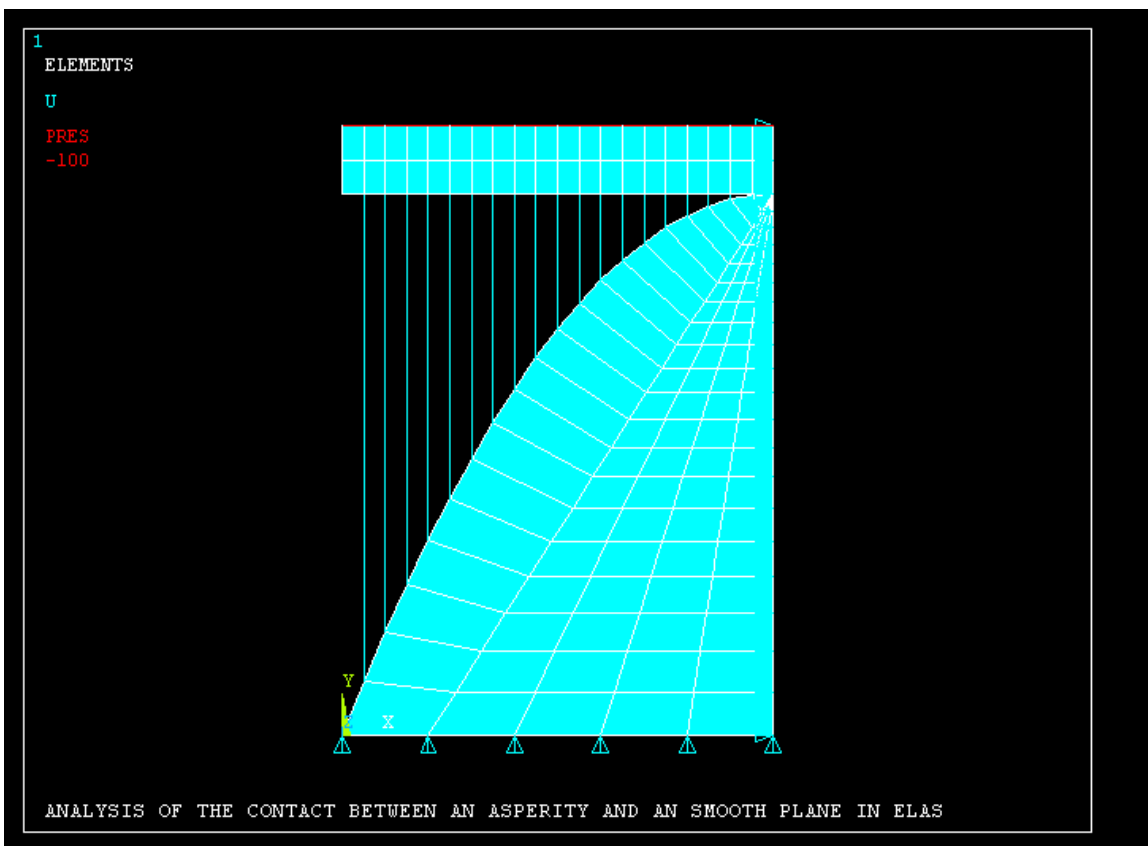 1
ELEMENTS
U
PRES
-100
Y
X
ANALYSIS OF THE CONTACT BETWEEN AN ASPERITY AND AN SMOOTH PLANE IN ELAS